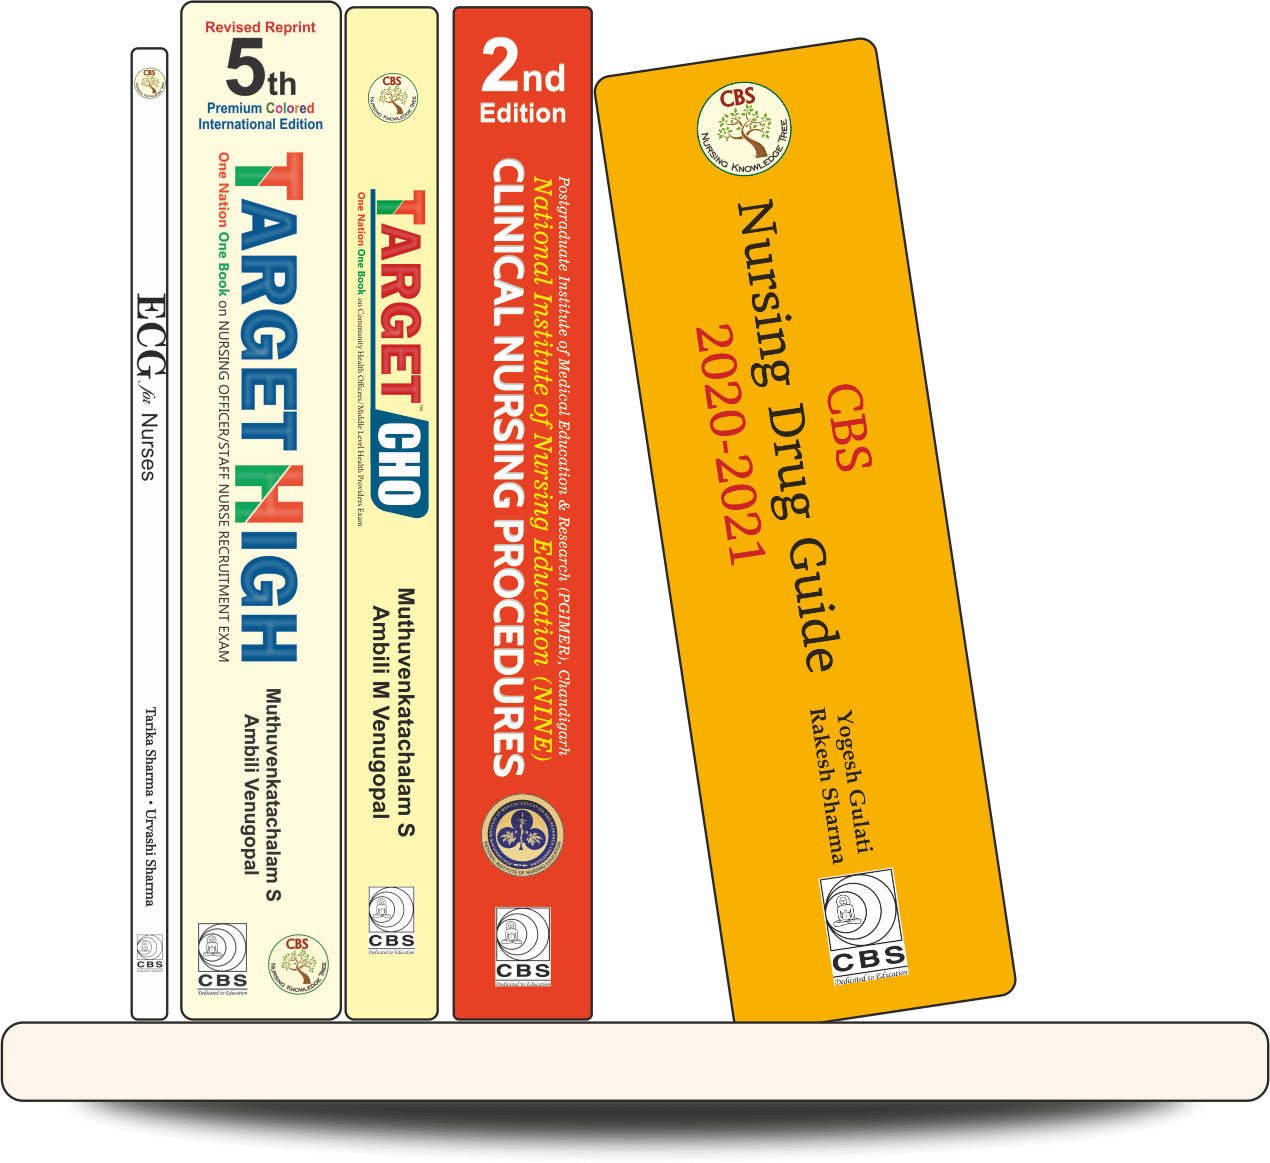 CBS
ECG for Nurses
Tarika Sharma • Urvashi Sharma
CBS
Revised Reprint
5th
Premium Colored
International Edition
TARGET HIGH
One Nation One Book on NURSING OFFICER/STAFF NURSE RECRUITMENT EXAM
Muthuvenkatachalam S
Ambili Venugopal
CBS
Dedicated to Education
CBS
NURSING KNOWLEDGE TREE
CBS
NURSING KNOWLEDGE TREE
TARGET™ CHO
One Nation One Book on Community Health Officers/Middle Level Health Providers Exam
Muthuvenkatachalam S
Ambili M Venugopal
CBS
Dedicated to Education
2nd
Edition
Postgraduate Institute of Medical Education & Research (PGIMER), Chandigarh
National Institute of Nursing Education (NINE)
CLINICAL NURSING PROCEDURES
CBS
Dedicated to Education
CBS
NURSING KNOWLEDGE TREE
CBS
Nursing Drug Guide
2020-2021
Yogesh Gulati
Rakesh Sharma
CBS
Dedicated to Education